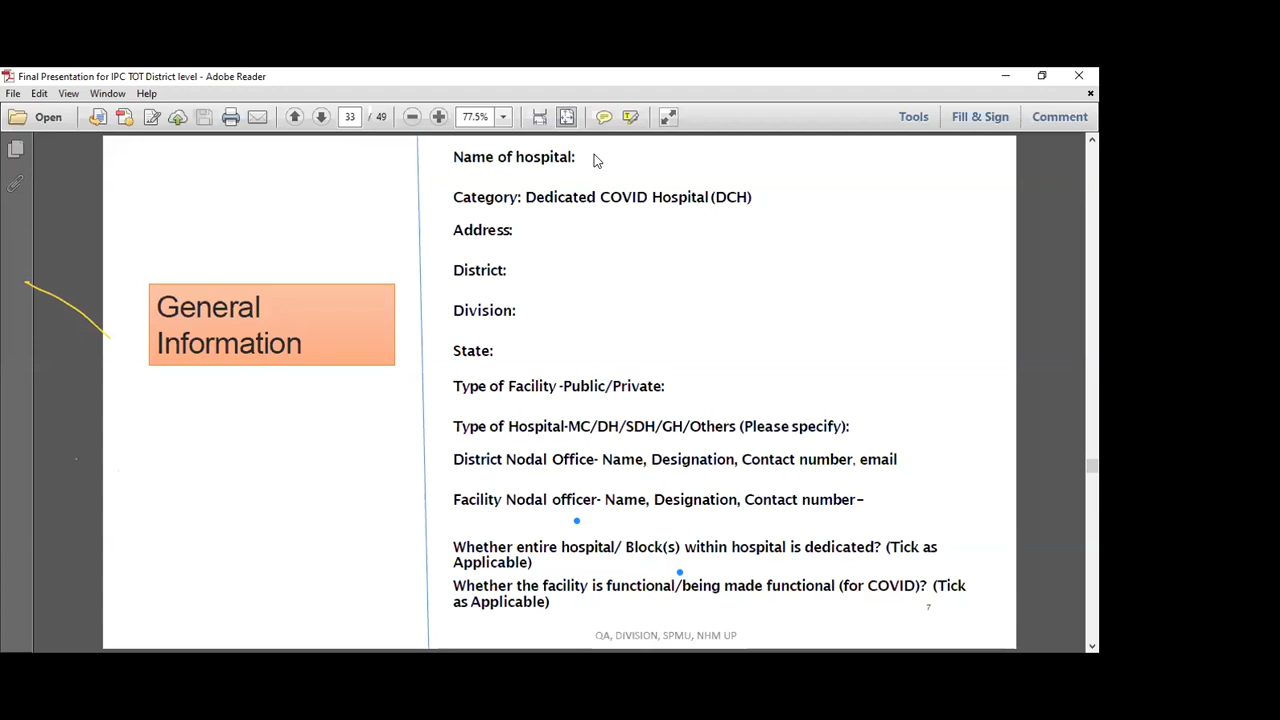 Final Presentation for IPC TOT District level - Adobe Reader
File Edit View Window Help
Open 33 / 49 77.5% Tools Fill & Sign Comment
Name of hospital:
Category: Dedicated COVID Hospital (DCH)
Address:
District:
General
Information
Division:
State:
Type of Facility -Public/Private:
Type of Hospital-MC/DH/SDH/GH/Others (Please specify):
District Nodal Office- Name, Designation, Contact number, email
Facility Nodal officer- Name, Designation, Contact number–
Whether entire hospital/ Block(s) within hospital is dedicated? (Tick as
Applicable)
Whether the facility is functional/being made functional (for COVID)? (Tick
as Applicable)
7
QA, DIVISION, SPMU, NHM UP